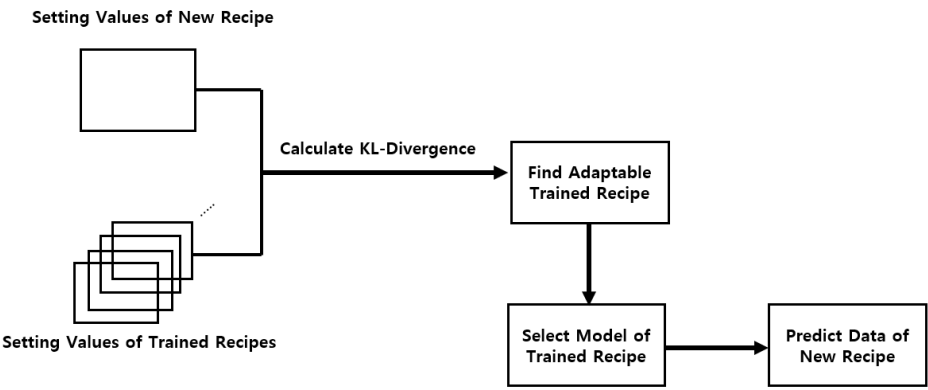 Setting Values of New Recipe
Calculate KL-Divergence
Find Adaptable
Trained Recipe
Setting Values of Trained Recipes
Select Model of
Trained Recipe
Predict Data of
New Recipe